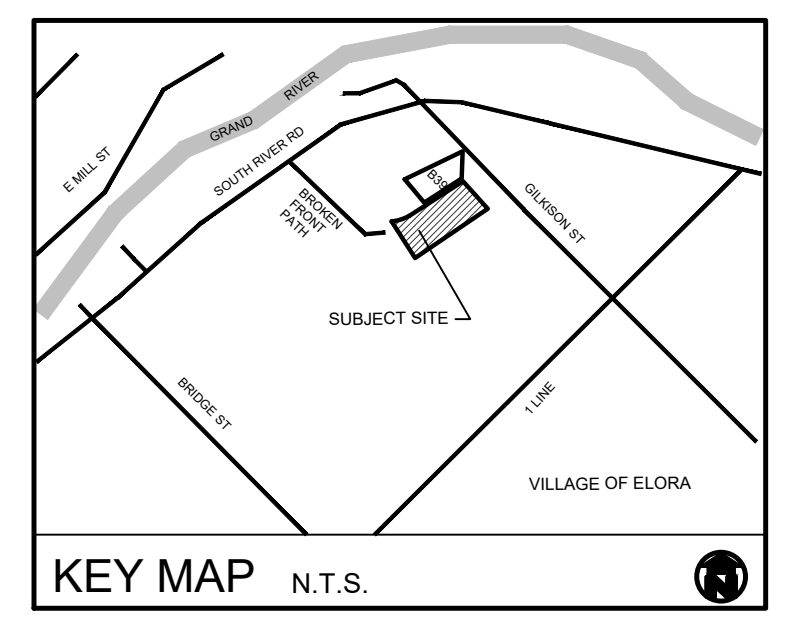 GRAND RIVER
E MILL ST
SOUTH RIVER RD
B39
BROKEN
FRONT
PATH
GILKISON ST
SUBJECT SITE
BRIDGE ST
1 LINE
VILLAGE OF ELORA
KEY MAP N.T.S.
N